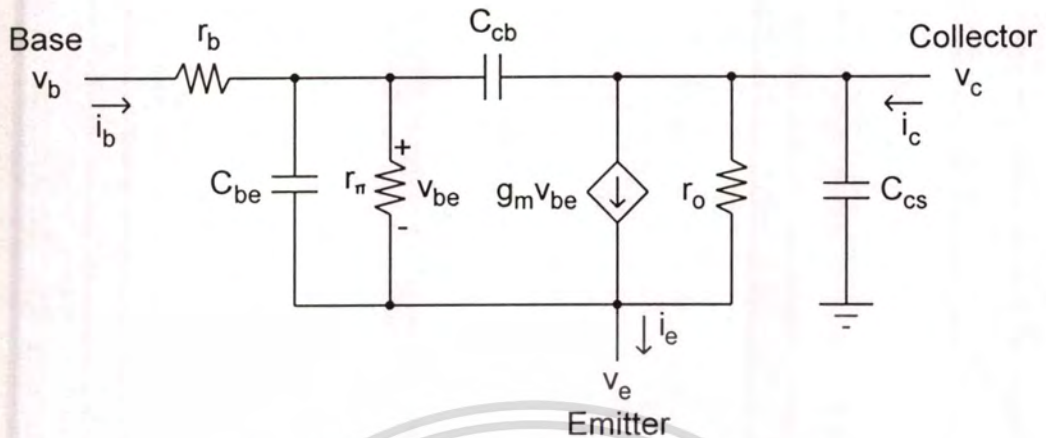 Base
v_b
i_b
r_b
C_be
r_π
+
v_be
-
C_cb
g_m v_be
r_o
C_cs
Collector
v_c
i_c
i_e
v_e
Emitter